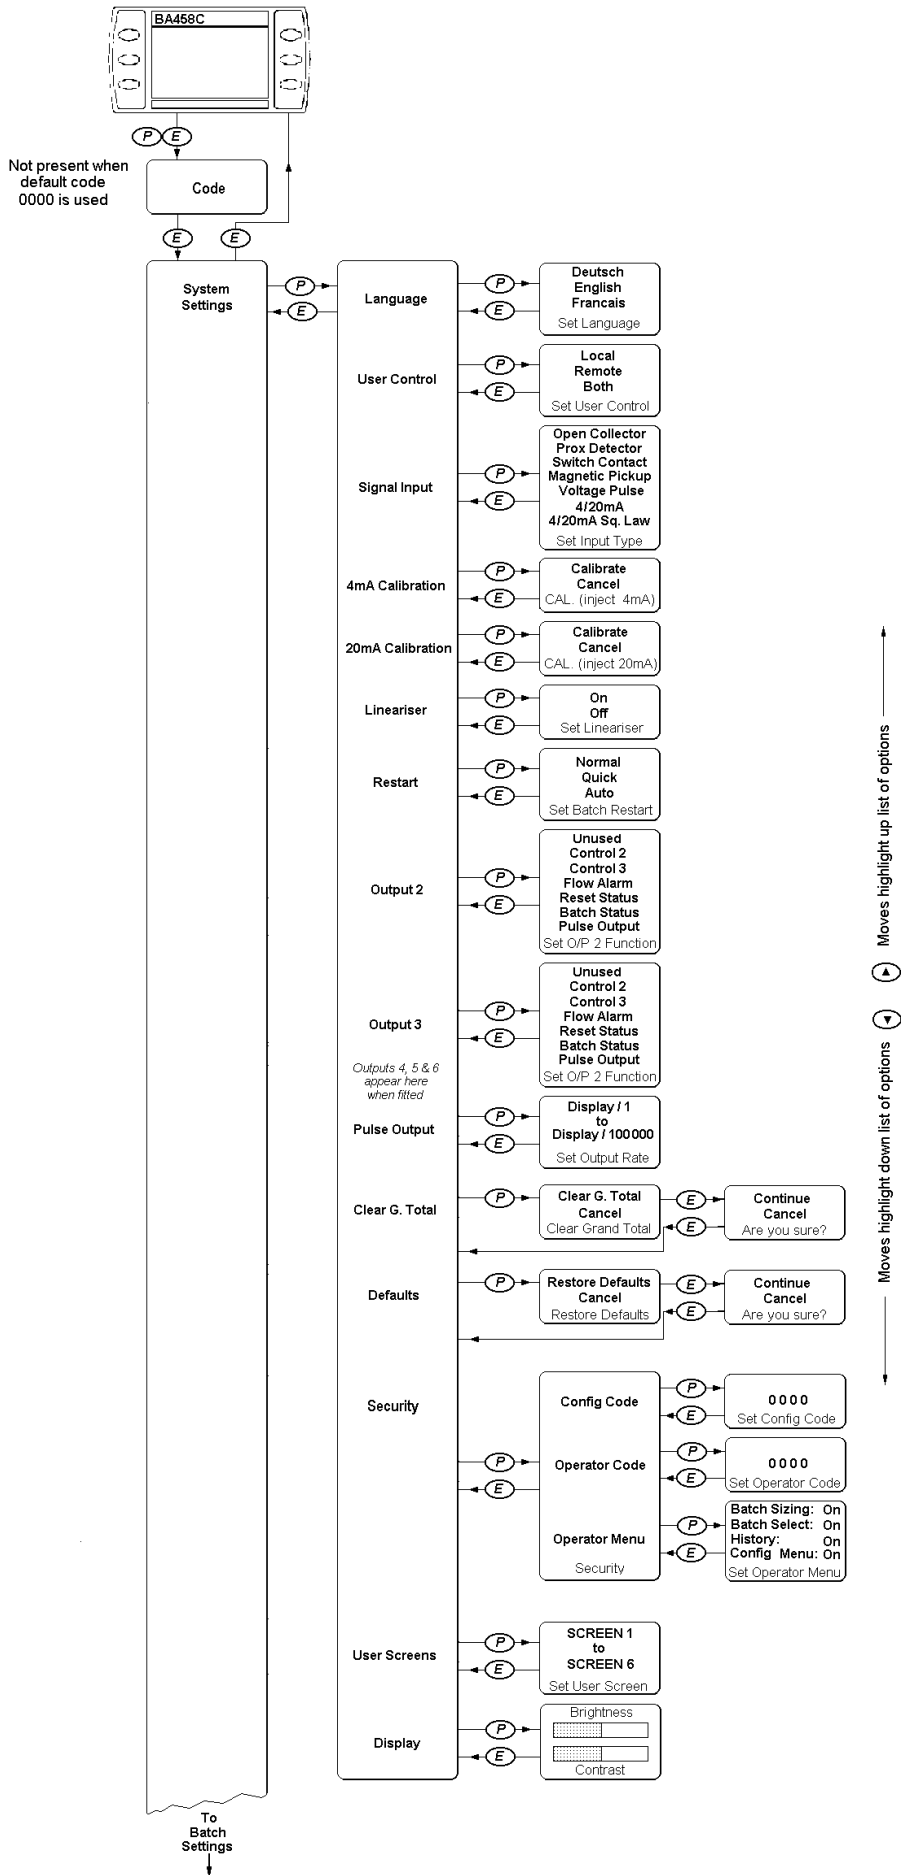 BA458C
P E
Not present when
default code
0000 is used
Code
E E
System
Settings
P
E
Language
P
E
Deutsch
English
Francais
Set Language
User Control
P
E
Local
Remote
Both
Set User Control
Signal Input
P
E
Open Collector
Prox Detector
Switch Contact
Magnetic Pickup
Voltage Pulse
4/20mA
4/20mA Sq. Law
Set Input Type
4mA Calibration
P
E
Calibrate
Cancel
CAL. (inject 4mA)
20mA Calibration
P
E
Calibrate
Cancel
CAL. (inject 20mA)
Lineariser
P
E
On
Off
Set Lineariser
Restart
P
E
Normal
Quick
Auto
Set Batch Restart
Output 2
P
E
Unused
Control 2
Control 3
Flow Alarm
Reset Status
Batch Status
Pulse Output
Set O/P 2 Function
Output 3
P
E
Unused
Control 2
Control 3
Flow Alarm
Reset Status
Batch Status
Pulse Output
Set O/P 2 Function
Outputs 4, 5 & 6
appear here
when fitted
Pulse Output
P
E
Display / 1
to
Display / 100000
Set Output Rate
Clear G. Total
P
Clear G. Total
Cancel
Clear Grand Total
E
E
Continue
Cancel
Are you sure?
Defaults
P
Restore Defaults
Cancel
Restore Defaults
E
E
Continue
Cancel
Are you sure?
Security
P
E
Config Code
P
E
0000
Set Config Code
Operator Code
P
E
0000
Set Operator Code
Operator Menu
Security
P
E
Batch Sizing: On
Batch Select: On
History: On
Config Menu: On
Set Operator Menu
User Screens
P
E
SCREEN 1
to
SCREEN 6
Set User Screen
Display
P
E
Brightness
Contrast
To
Batch
Settings
Moves highlight up list of options
Moves highlight down list of options